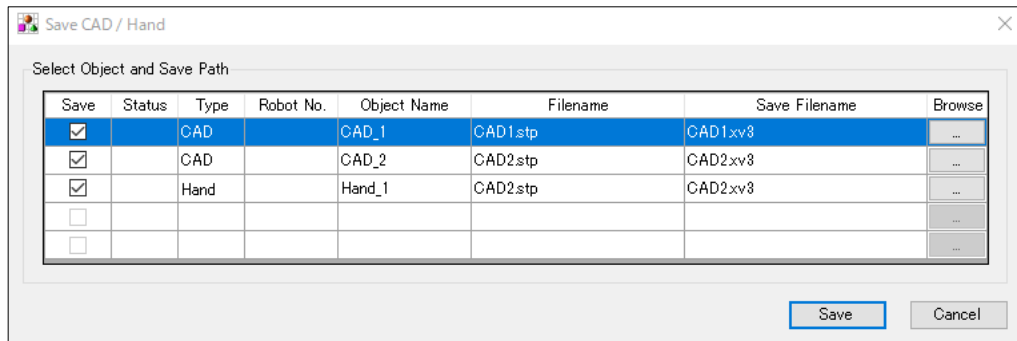 Save CAD / Hand
Select Object and Save Path
Save Status Type Robot No. Object Name Filename Save Filename Browse
CAD CAD_1 CAD1.stp CAD1.xv3 ...
CAD CAD_2 CAD2.stp CAD2.xv3 ...
Hand Hand_1 CAD2.stp CAD2.xv3 ...
...
...
Save Cancel